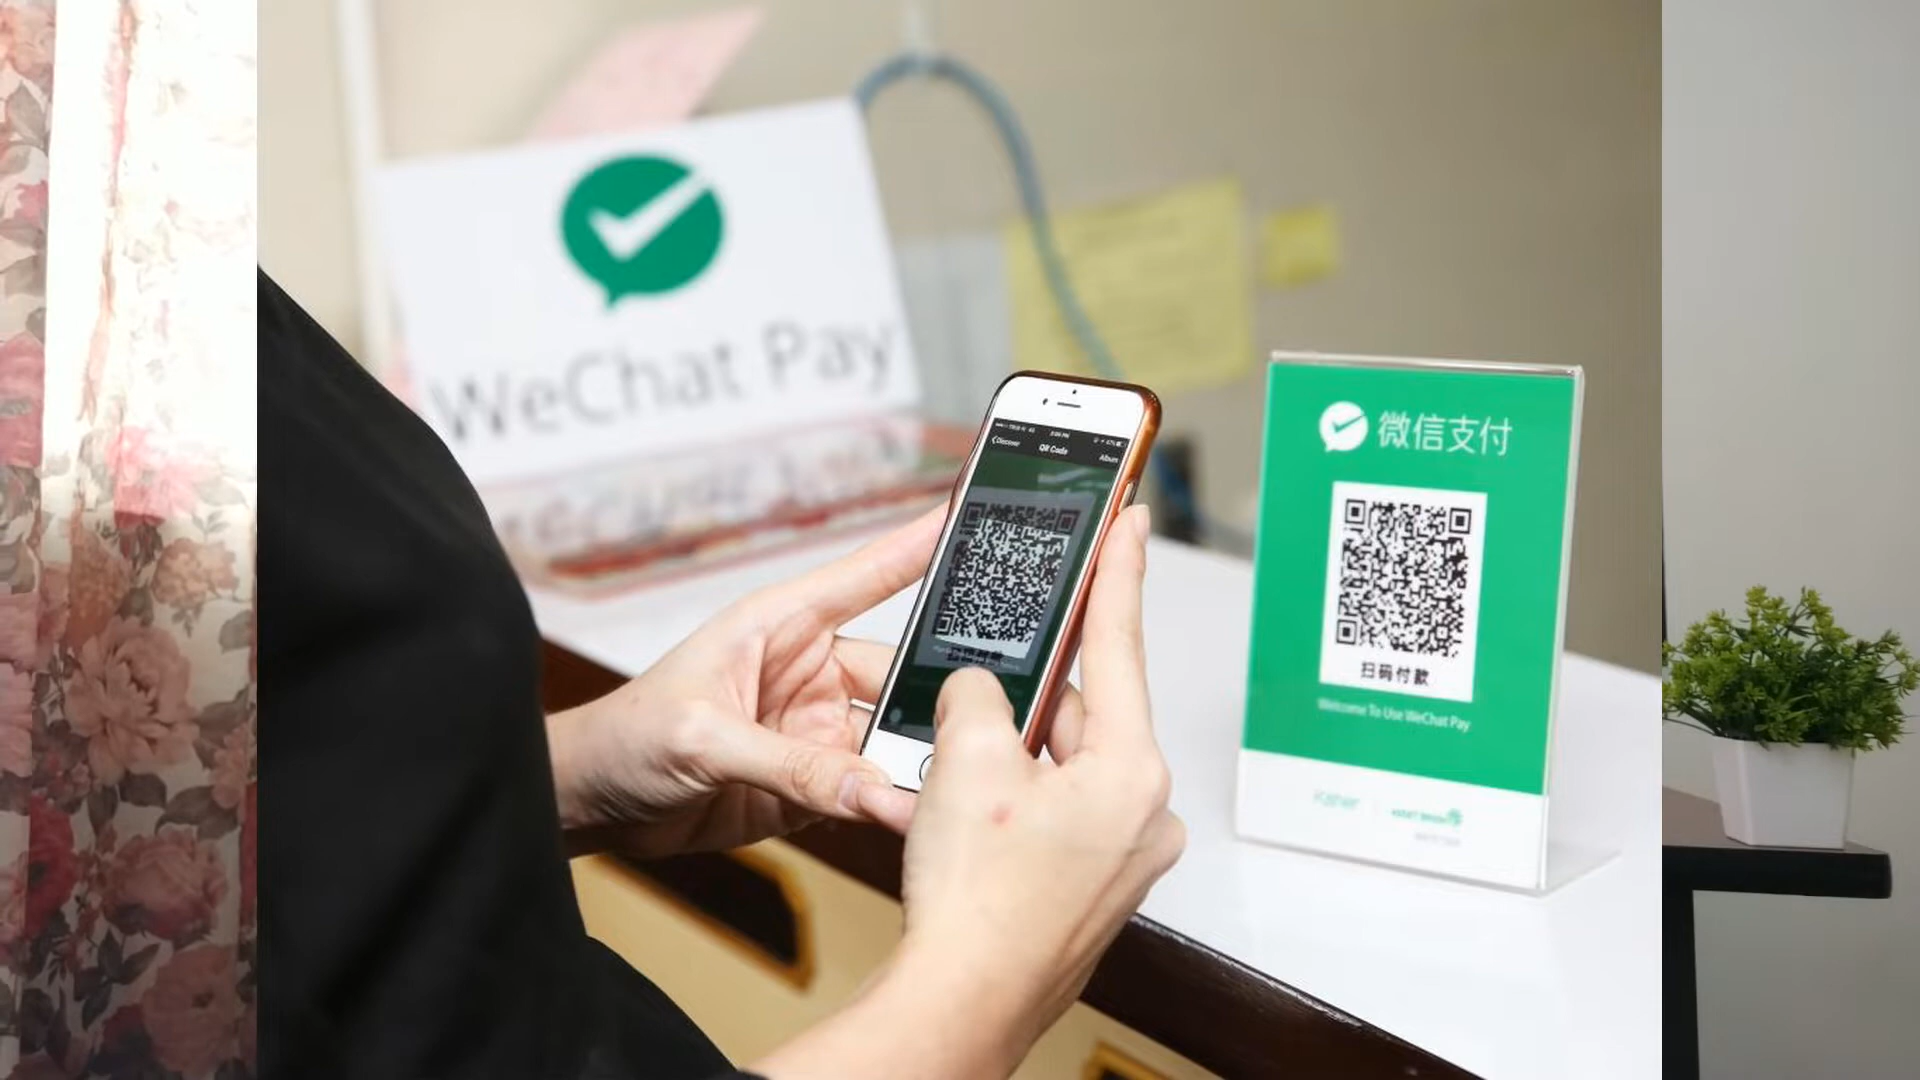 WeChat Pay
Discover
QR Code
Album
微信支付
扫码付款
Welcome To Use WeChat Pay